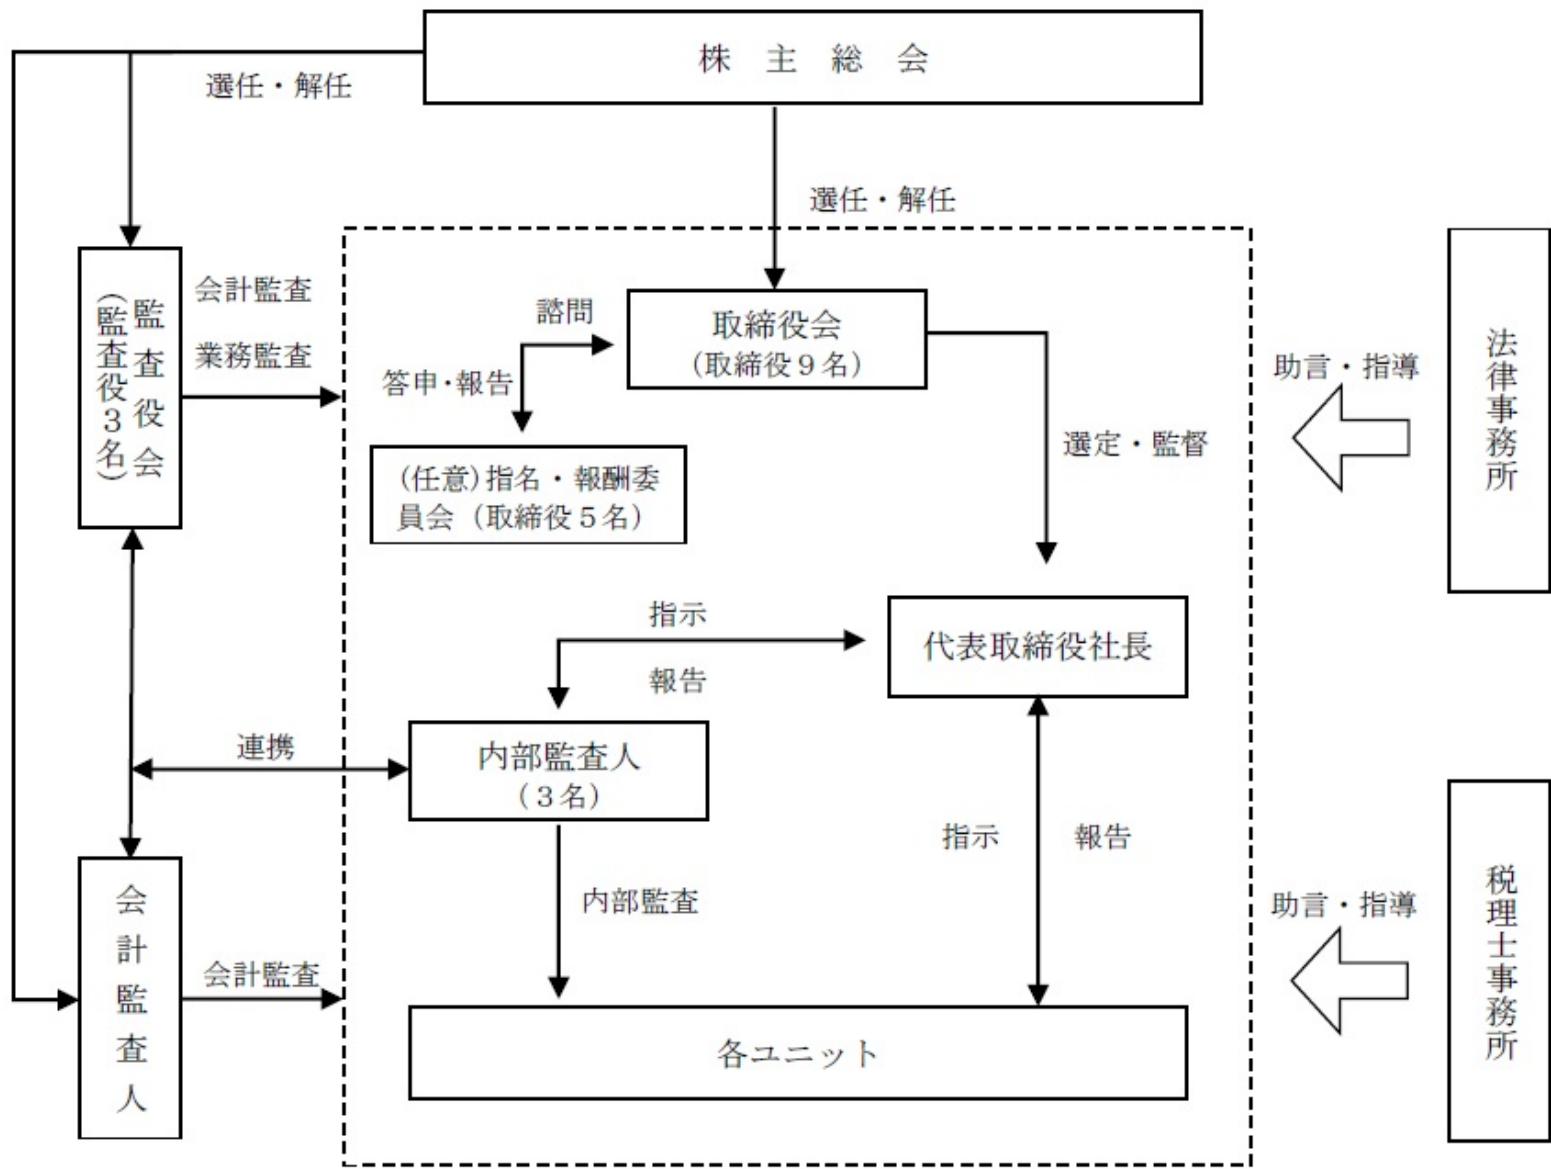 株　主　総　会
選任・解任
選任・解任
監査役会
(監査役３名)
会計監査
業務監査
諮問
答申・報告
取締役会
(取締役９名)
(任意)指名・報酬委
員会（取締役５名）
選定・監督
助言・指導
法律事務所
指示
報告
代表取締役社長
連携
内部監査人
（３名）
指示
報告
内部監査
会計監査人
会計監査
各ユニット
助言・指導
税理士事務所